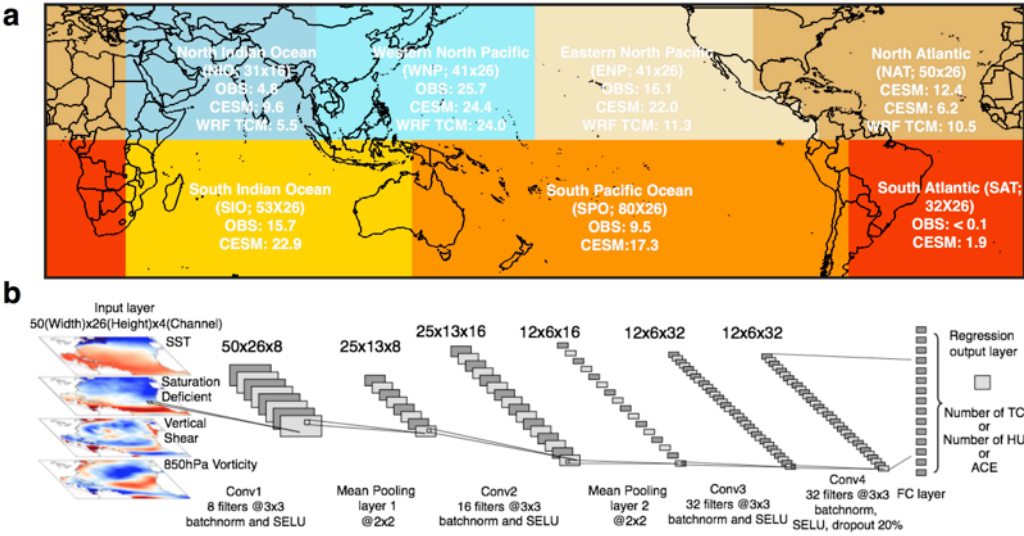 a
North Indian Ocean
(NIO; 31x16)
OBS: 4.8
CESM: 9.6
WRF TCM: 5.5
Western North Pacific
(WNP; 41x26)
OBS: 25.7
CESM: 24.4
WRF TCM: 24.0
Eastern North Pacific
(ENP; 41x26)
OBS: 16.1
CESM: 22.0
WRF TCM: 11.3
North Atlantic
(NAT; 50x26)
CESM: 12.4
CESM: 6.2
WRF TCM: 10.5
South Indian Ocean
(SIO; 53X26)
OBS: 15.7
CESM: 22.9
South Pacific Ocean
(SPO; 80X26)
OBS: 9.5
CESM:17.3
South Atlantic (SAT;
32X26)
OBS: < 0.1
CESM: 1.9
b
Input layer
50(Width)x26(Height)x4(Channel)
SST
Saturation
Deficient
Vertical
Shear
850hPa Vorticity
50x26x8
25x13x8
25x13x16
12x6x16
12x6x32
12x6x32
Conv1
8 filters @3x3
batchnorm and SELU
Mean Pooling
layer 1
@2x2
Conv2
16 filters @3x3
batchnorm and SELU
Mean Pooling
layer 2
@2x2
Conv3
32 filters @3x3
batchnorm and SELU
Conv4
32 filters @3x3
batchnorm,
SELU, dropout 20%
FC layer
Regression
output layer
Number of TC
or
Number of HU
or
ACE